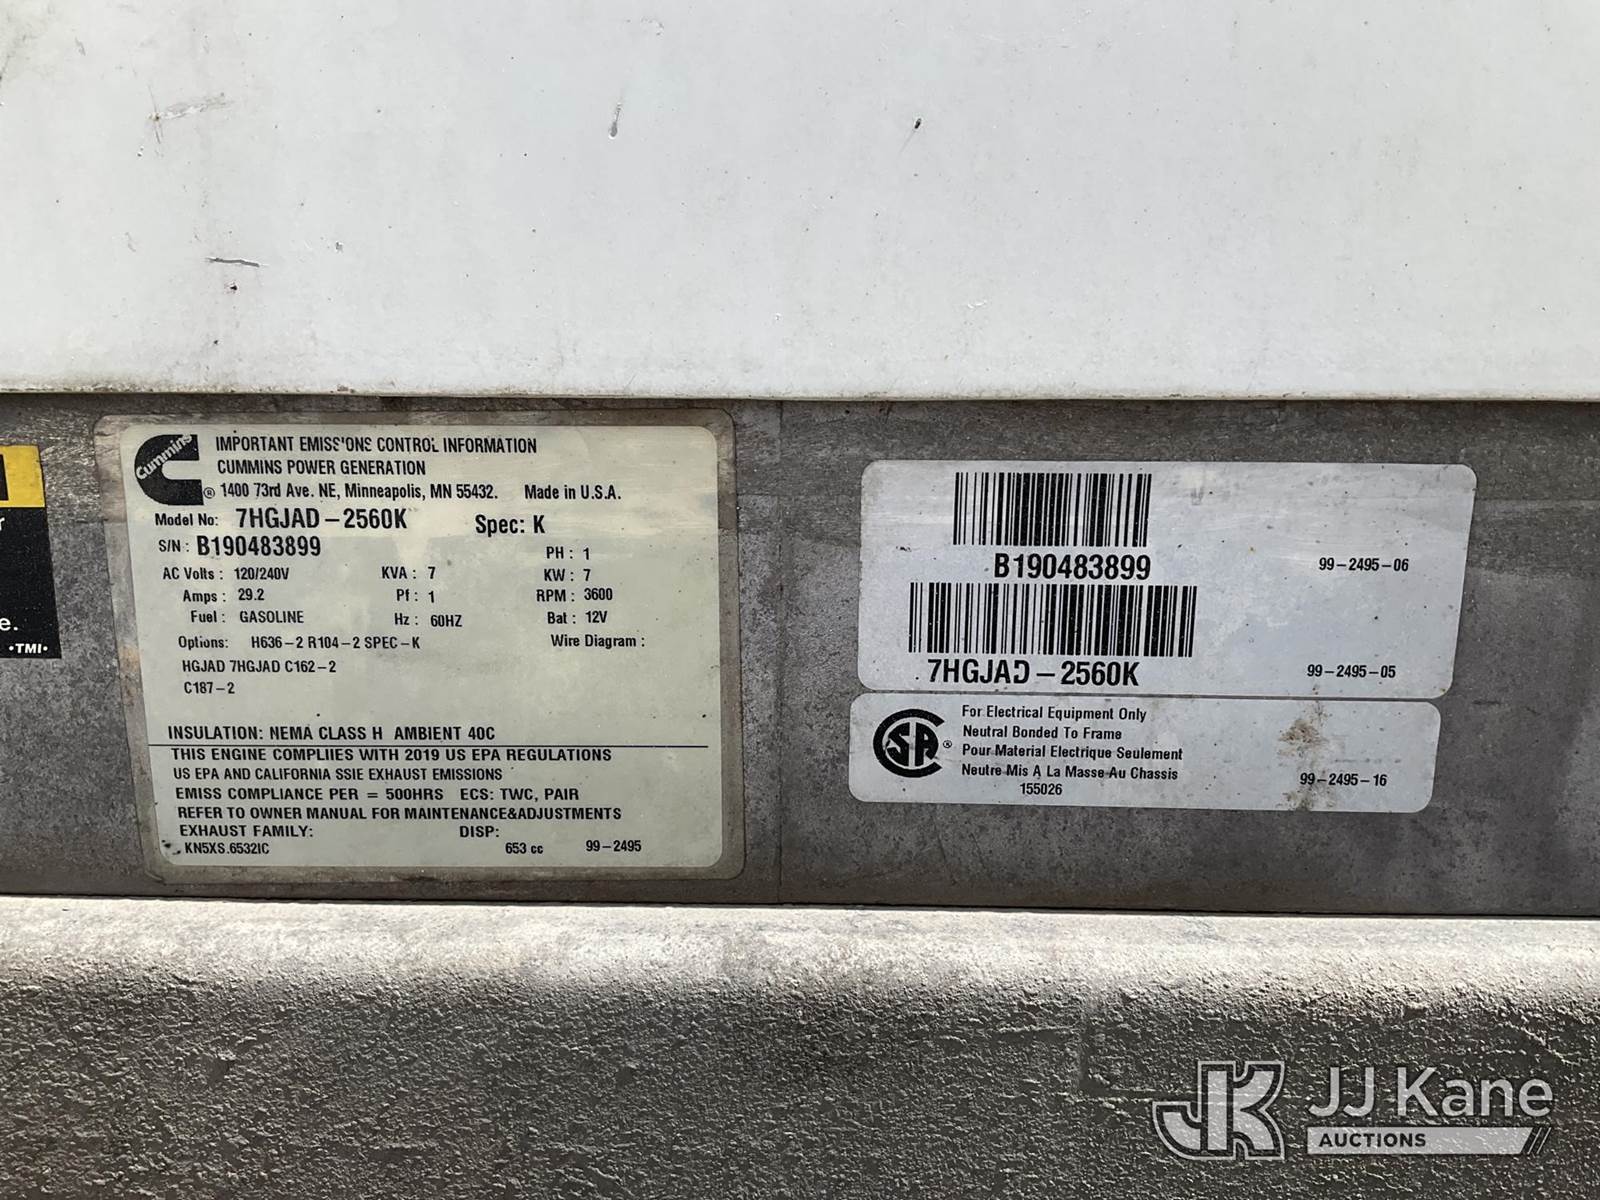 Cummins
IMPORTANT EMISSIONS CONTROL INFORMATION
CUMMINS POWER GENERATION
® 1400 73rd Ave. NE, Minneapolis, MN 55432. Made in U.S.A.
Model No: 7HGJAD-2560K Spec: K
S/N: B190483899 PH: 1
AC Volts: 120/240V KVA: 7 KW: 7
Amps: 29.2 Pf: 1 RPM: 3600
Fuel: GASOLINE Hz: 60HZ Bat: 12V
Options: H636-2 R104-2 SPEC-K Wire Diagram:
HGJAD 7HGJAD C162-2
C187-2
INSULATION: NEMA CLASS H AMBIENT 40C
THIS ENGINE COMPLIES WITH 2019 US EPA REGULATIONS
US EPA AND CALIFORNIA SSIE EXHAUST EMISSIONS
EMISS COMPLIANCE PER = 500HRS ECS: TWC, PAIR
REFER TO OWNER MANUAL FOR MAINTENANCE&ADJUSTMENTS
EXHAUST FAMILY: DISP:
KN5XS.6532IC 653 cc 99-2495
B190483899 99-2495-06
7HGJAD-2560K 99-2495-05
SA ®
For Electrical Equipment Only
Neutral Bonded To Frame
Pour Material Electrique Seulement
Neutre Mis A La Masse Au Chassis
155026
99-2495-16
e.
•TMI•
JK JJ Kane
AUCTIONS